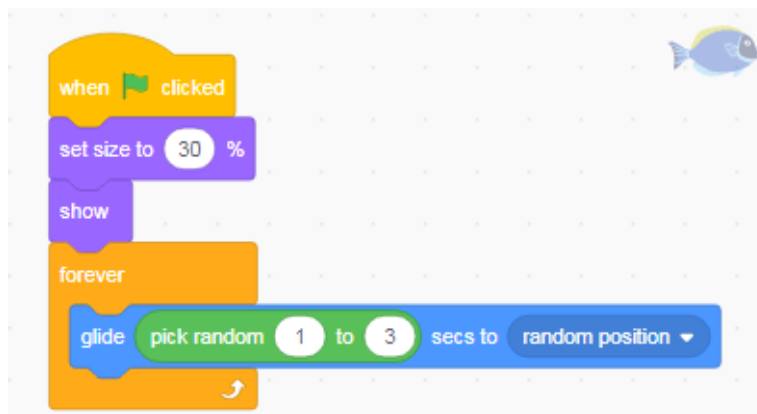 when clicked
set size to 30 %
show
forever
glide pick random 1 to 3 secs to random position